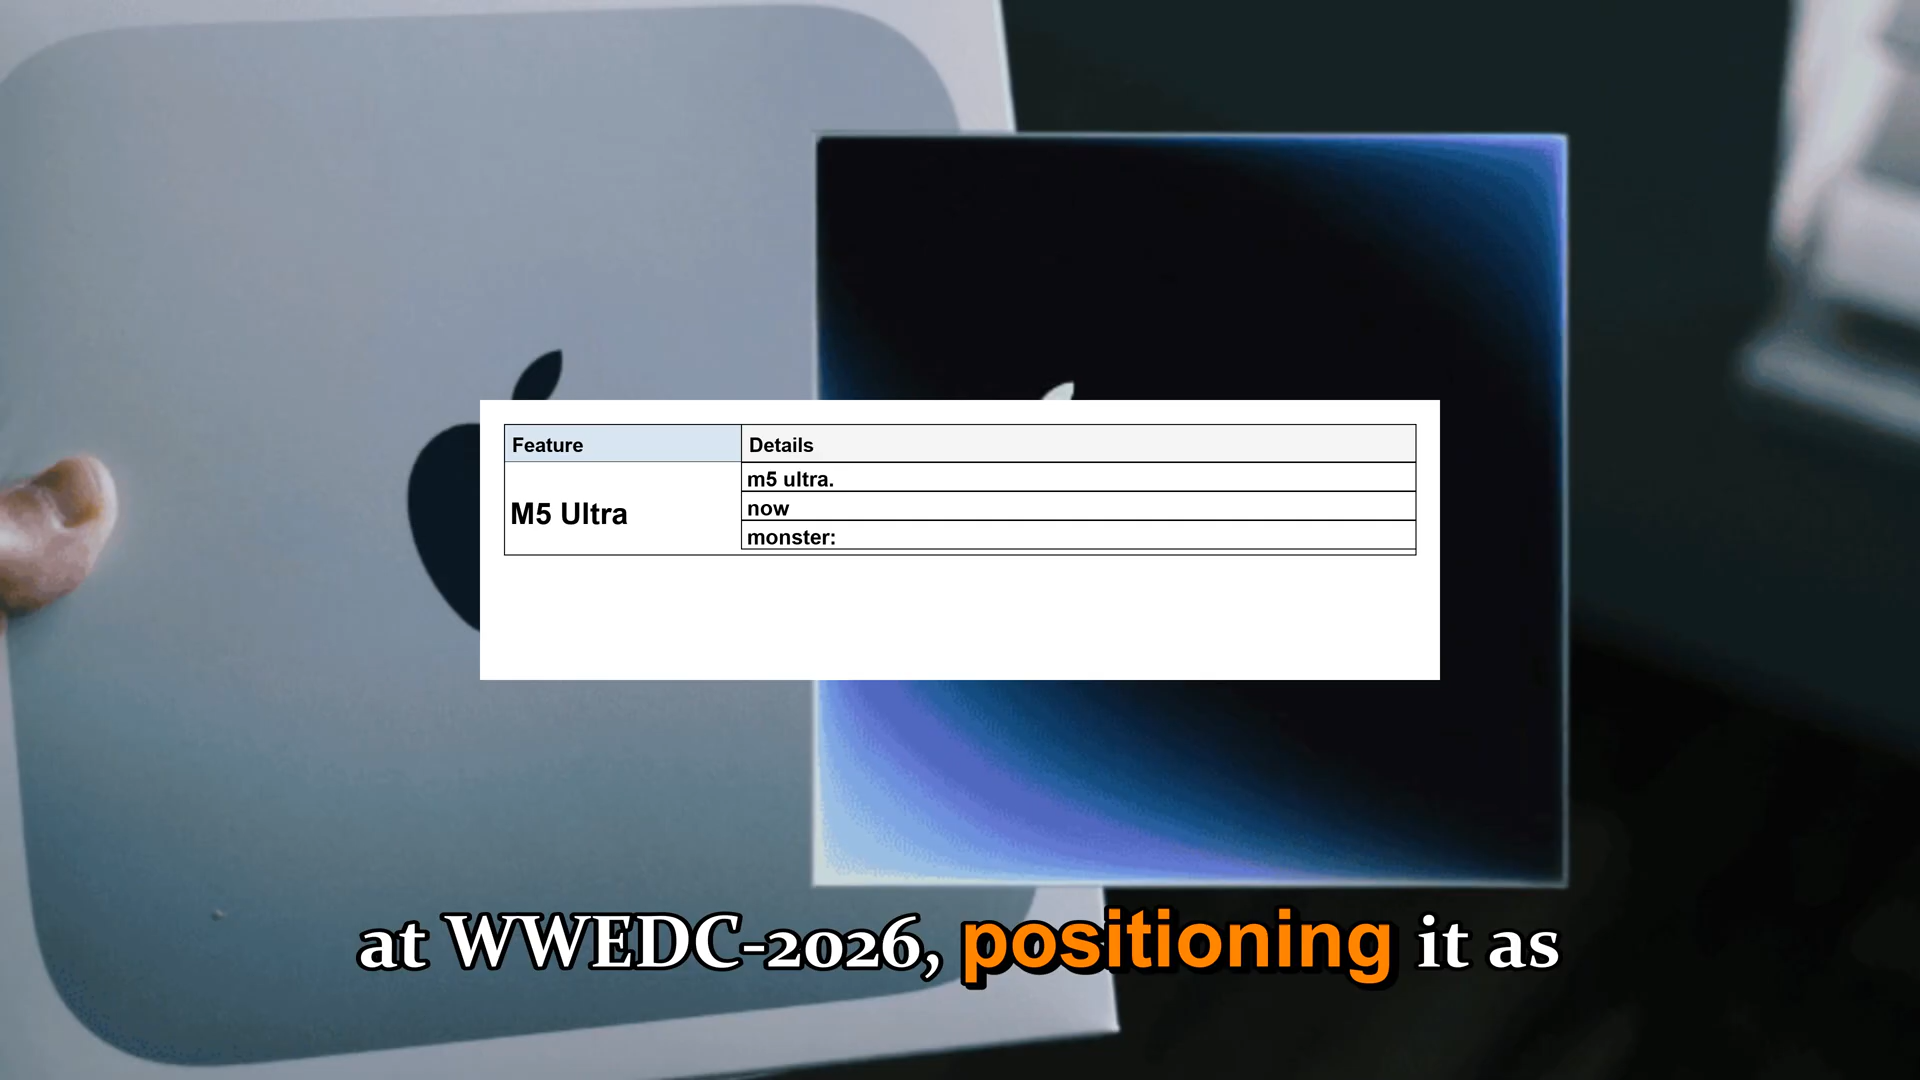 Feature
Details
M5 Ultra
m5 ultra.
now
monster:
at WWEDC-2026, positioning it as